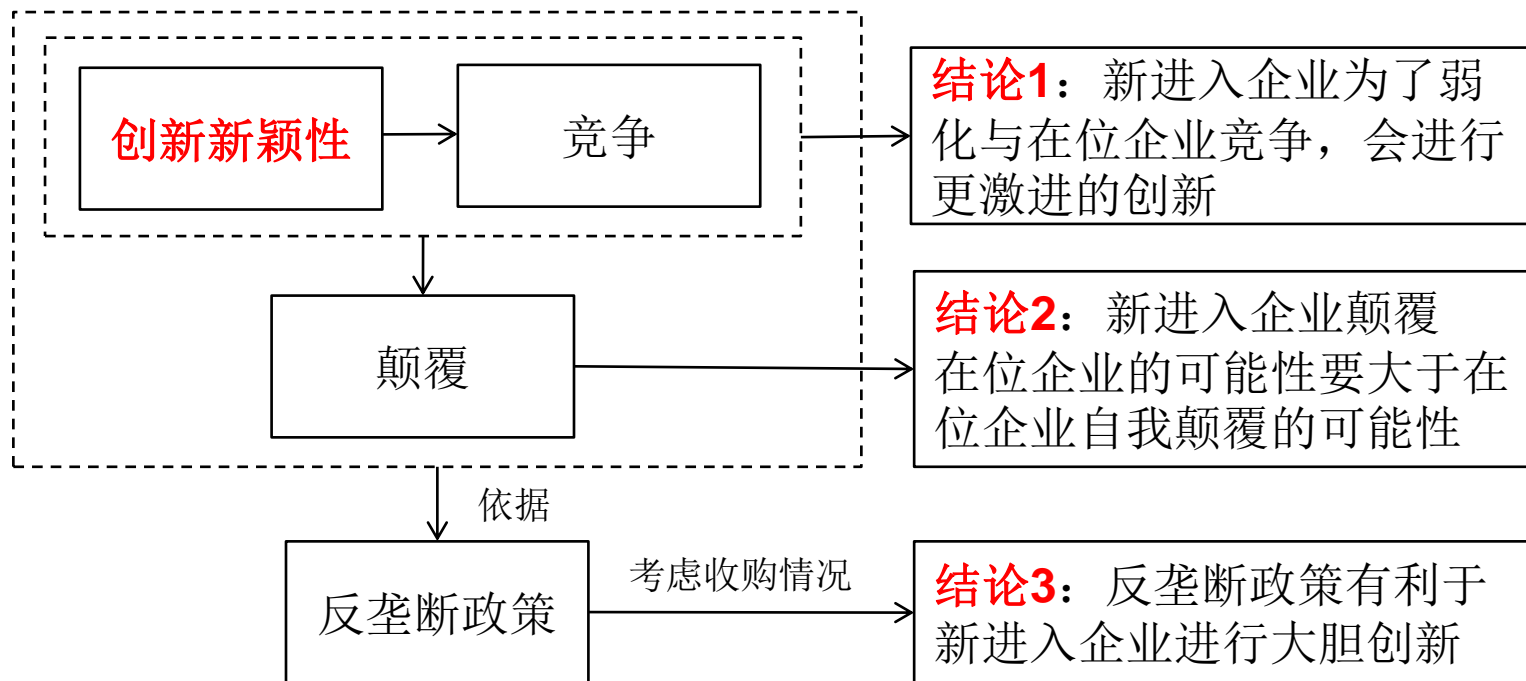 创新新颖性
竞争
结论1：新进入企业为了弱
化与在位企业竞争，会进行
更激进的创新
颠覆
结论2：新进入企业颠覆
在位企业的可能性要大于在
位企业自我颠覆的可能性
依据
反垄断政策
考虑收购情况
结论3：反垄断政策有利于
新进入企业进行大胆创新